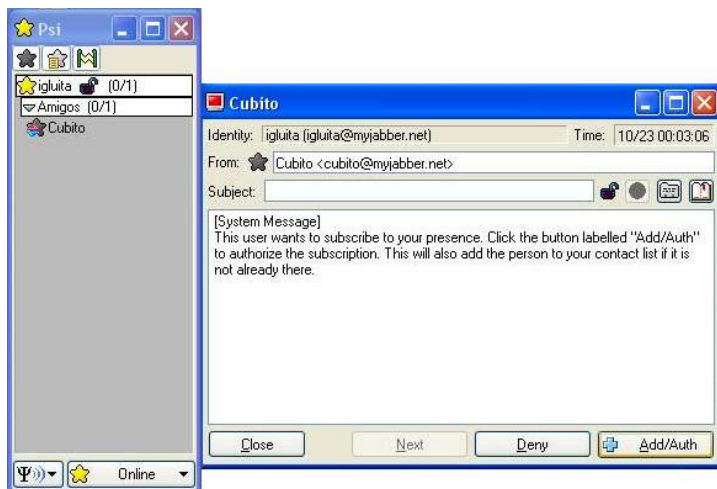 Psi
igluita (0/1)
Amigos (0/1)
Cubito
Ψ Online
Cubito
Identity: igluita (igluita@myjabber.net) Time: 10/23 00:03:06
From: Cubito <cubito@myjabber.net>
Subject:
[System Message]
This user wants to subscribe to your presence. Click the button labelled "Add/Auth"
to authorize the subscription. This will also add the person to your contact list if it is
not already there.
Close Next Deny Add/Auth